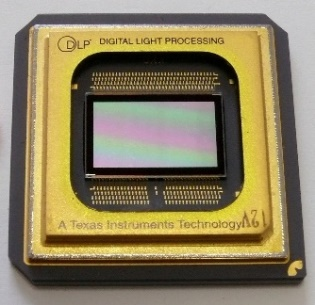 DLP DIGITAL LIGHT PROCESSING
A Texas Instruments Technology